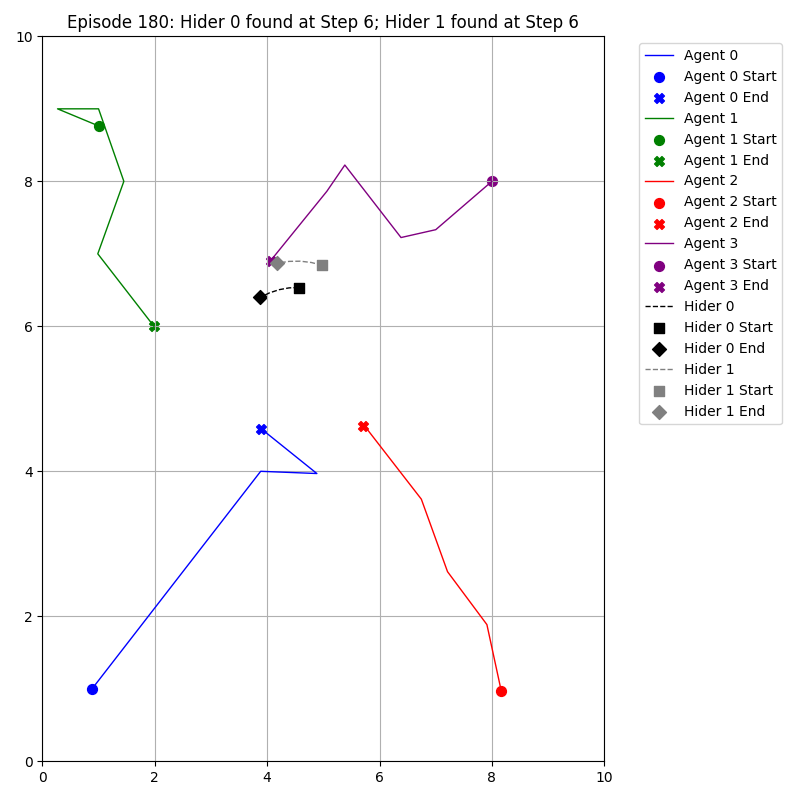 Episode 180: Hider 0 found at Step 6; Hider 1 found at Step 6
10
8
6
4
2
0
0 2 4 6 8 10
Agent 0
Agent 0 Start
Agent 0 End
Agent 1
Agent 1 Start
Agent 1 End
Agent 2
Agent 2 Start
Agent 2 End
Agent 3
Agent 3 Start
Agent 3 End
Hider 0
Hider 0 Start
Hider 0 End
Hider 1
Hider 1 Start
Hider 1 End